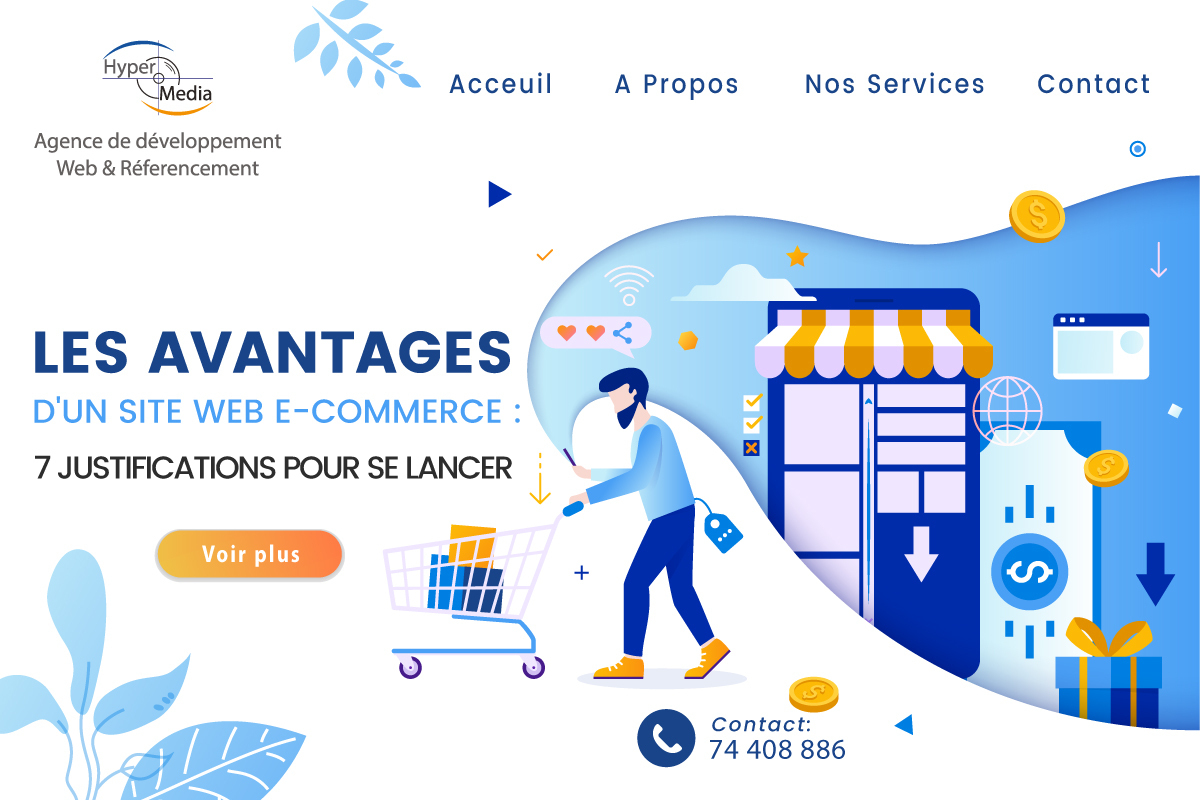 Hyper
Media
Agence de développement
Web & Réferencement
Acceuil
A Propos
Nos Services
Contact
LES AVANTAGES
D'UN SITE WEB E-COMMERCE :
7 JUSTIFICATIONS POUR SE LANCER
Voir plus
Contact:
74 408 886